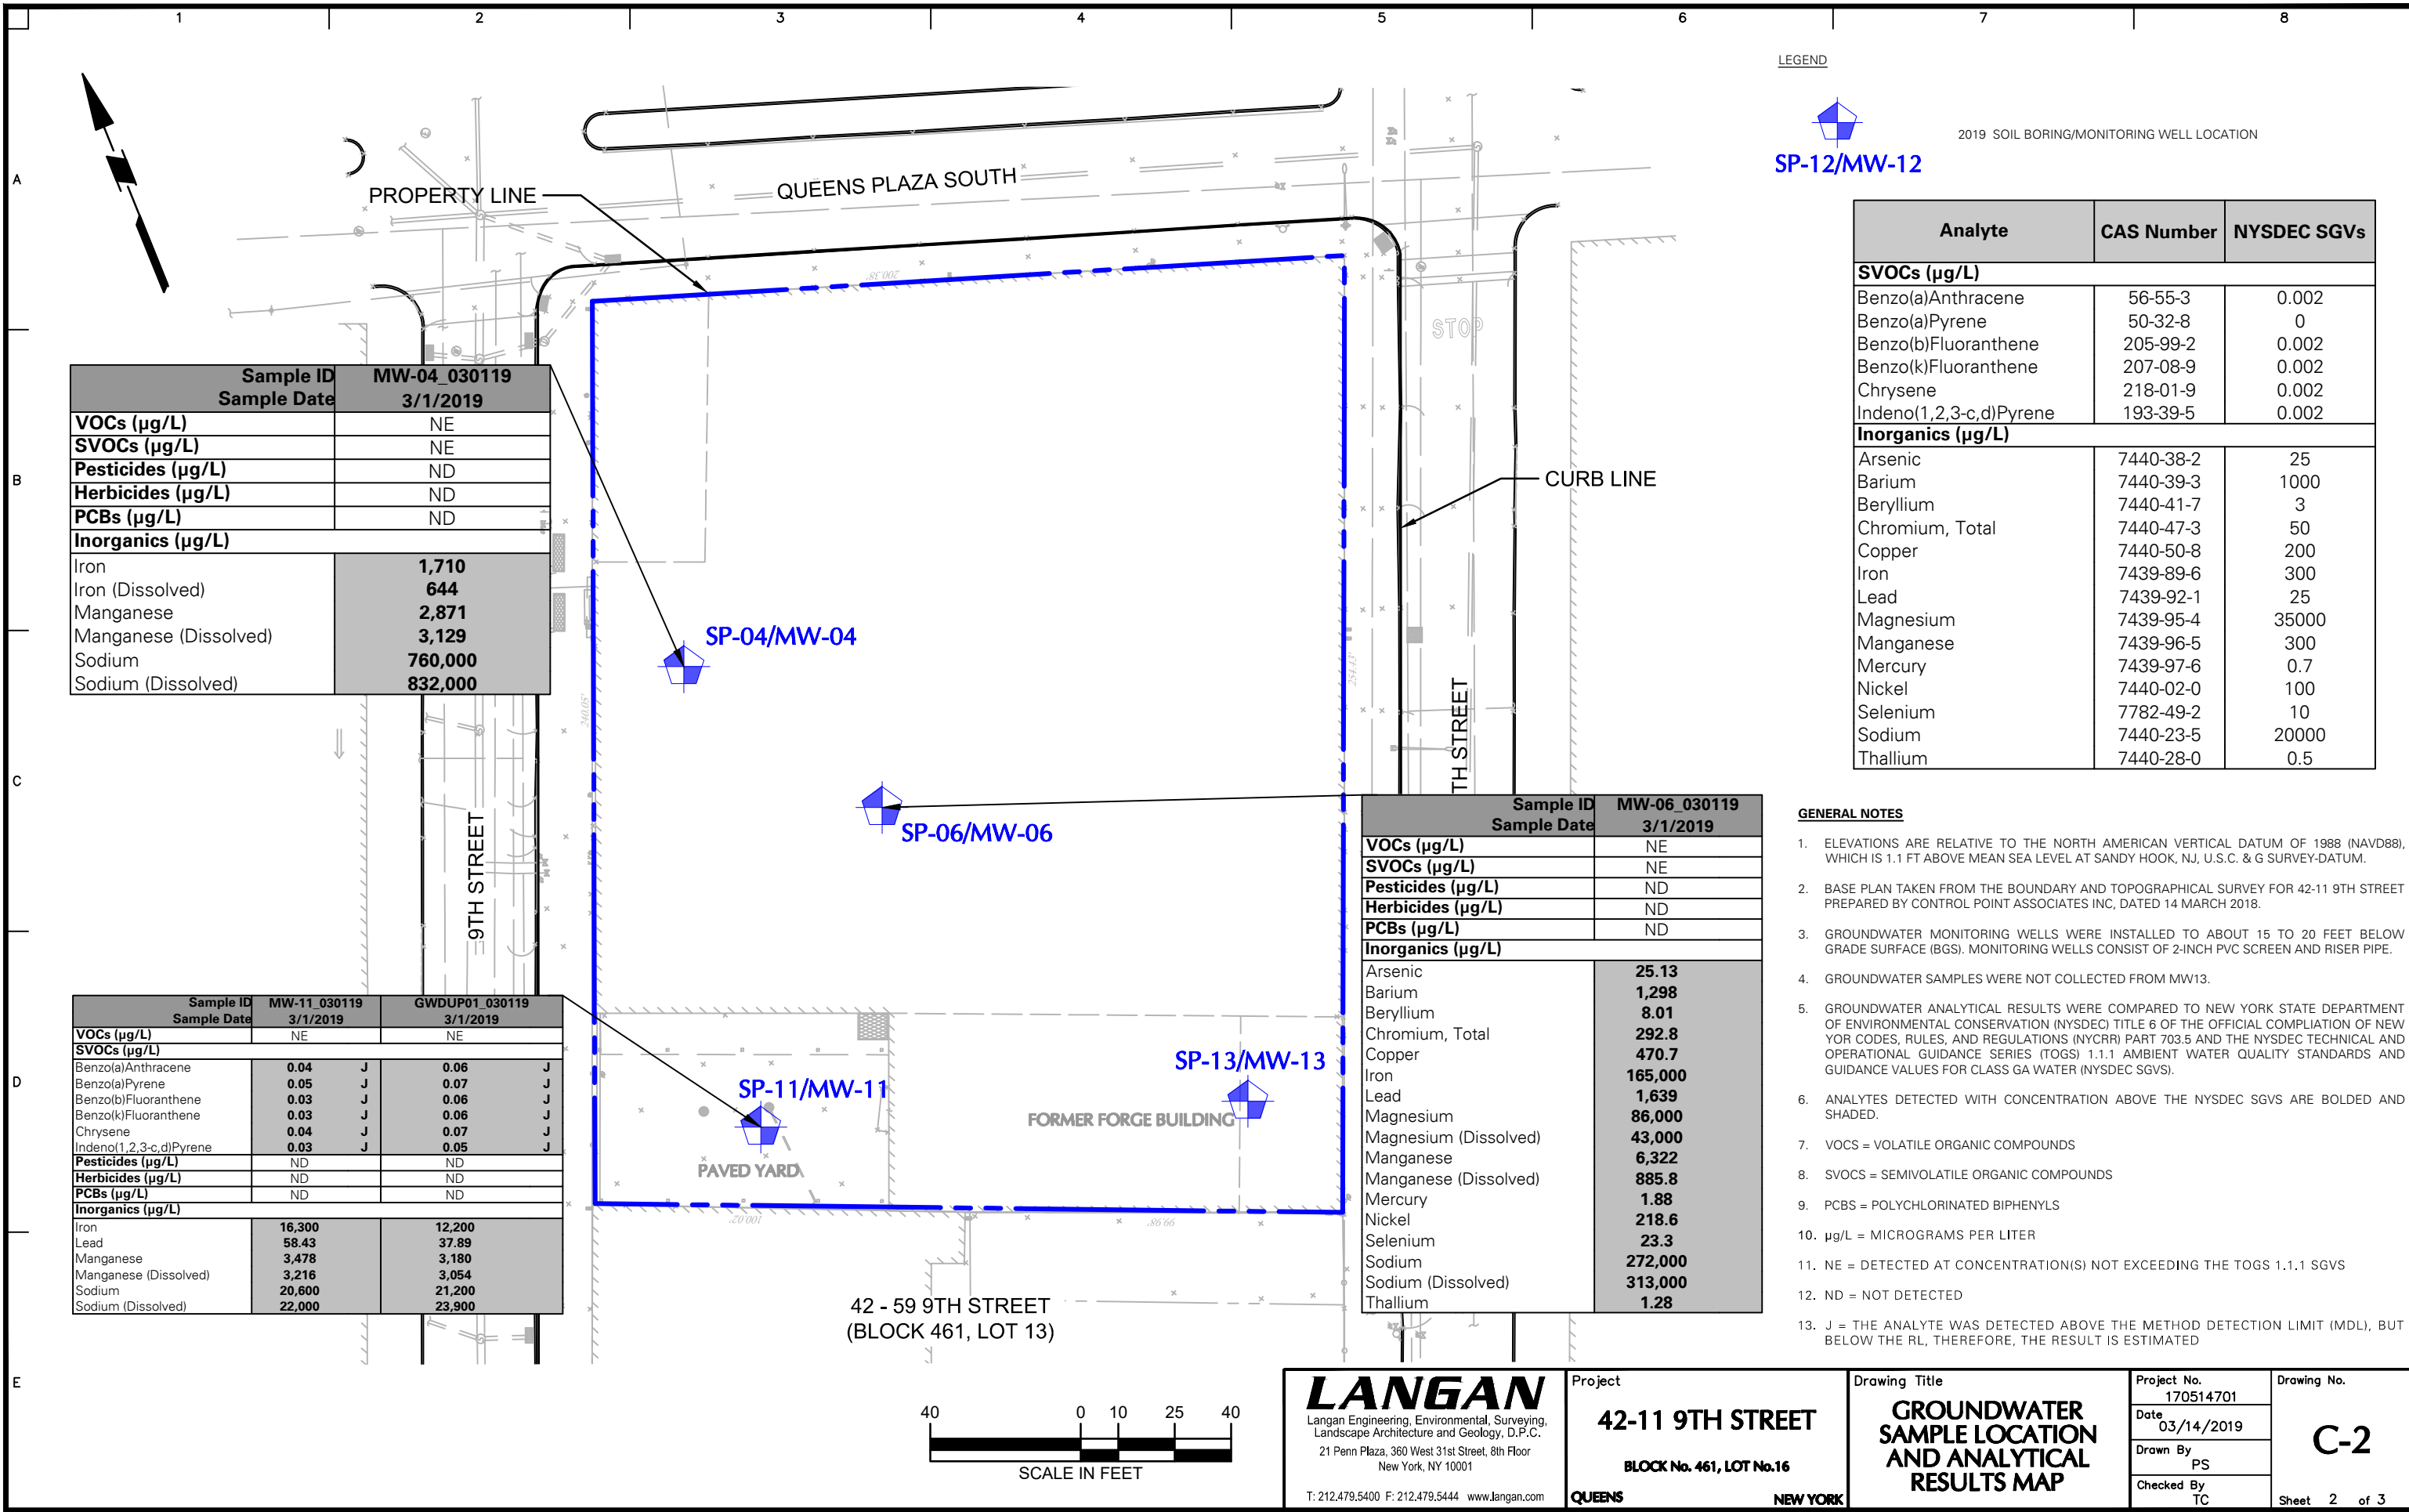 1 2 3 4 5 6 7 8
A
B
C
D
E
LEGEND
2019 SOIL BORING/MONITORING WELL LOCATION
SP-12/MW-12
PROPERTY LINE
QUEENS PLAZA SOUTH
200.38'
STOP
CURB LINE
Analyte CAS Number NYSDEC SGVs
SVOCs (µg/L)
Benzo(a)Anthracene 56-55-3 0.002
Benzo(a)Pyrene 50-32-8 0
Benzo(b)Fluoranthene 205-99-2 0.002
Benzo(k)Fluoranthene 207-08-9 0.002
Chrysene 218-01-9 0.002
Indeno(1,2,3-c,d)Pyrene 193-39-5 0.002
Inorganics (µg/L)
Arsenic 7440-38-2 25
Barium 7440-39-3 1000
Beryllium 7440-41-7 3
Chromium, Total 7440-47-3 50
Copper 7440-50-8 200
Iron 7439-89-6 300
Lead 7439-92-1 25
Magnesium 7439-95-4 35000
Manganese 7439-96-5 300
Mercury 7439-97-6 0.7
Nickel 7440-02-0 100
Selenium 7782-49-2 10
Sodium 7440-23-5 20000
Thallium 7440-28-0 0.5
Sample ID MW-04_030119
Sample Date 3/1/2019
VOCs (µg/L) NE
SVOCs (µg/L) NE
Pesticides (µg/L) ND
Herbicides (µg/L) ND
PCBs (µg/L) ND
Inorganics (µg/L)
Iron 1,710
Iron (Dissolved) 644
Manganese 2,871
Manganese (Dissolved) 3,129
Sodium 760,000
Sodium (Dissolved) 832,000
SP-04/MW-04
240.05'
254.43'
TH STREET
9TH STREET
SP-06/MW-06
Sample ID MW-06_030119
Sample Date 3/1/2019
VOCs (µg/L) NE
SVOCs (µg/L) NE
Pesticides (µg/L) ND
Herbicides (µg/L) ND
PCBs (µg/L) ND
Inorganics (µg/L)
Arsenic 25.13
Barium 1,298
Beryllium 8.01
Chromium, Total 292.8
Copper 470.7
Iron 165,000
Lead 1,639
Magnesium 86,000
Magnesium (Dissolved) 43,000
Manganese 6,322
Manganese (Dissolved) 885.8
Mercury 1.88
Nickel 218.6
Selenium 23.3
Sodium 272,000
Sodium (Dissolved) 313,000
Thallium 1.28
Sample ID MW-11_030119 GWDUP01_030119
Sample Date 3/1/2019 3/1/2019
VOCs (µg/L) NE NE
SVOCs (µg/L)
Benzo(a)Anthracene 0.04 J 0.06 J
Benzo(a)Pyrene 0.05 J 0.07 J
Benzo(b)Fluoranthene 0.03 J 0.06 J
Benzo(k)Fluoranthene 0.03 J 0.06 J
Chrysene 0.04 J 0.07 J
Indeno(1,2,3-c,d)Pyrene 0.03 J 0.05 J
Pesticides (µg/L) ND ND
Herbicides (µg/L) ND ND
PCBs (µg/L) ND ND
Inorganics (µg/L)
Iron 16,300 12,200
Lead 58.43 37.89
Manganese 3,478 3,180
Manganese (Dissolved) 3,216 3,054
Sodium 20,600 21,200
Sodium (Dissolved) 22,000 23,900
SP-11/MW-11
SP-13/MW-13
FORMER FORGE BUILDING
PAVED YARD
100.02'
99.98'
42 - 59 9TH STREET
(BLOCK 461, LOT 13)
GENERAL NOTES
1. ELEVATIONS ARE RELATIVE TO THE NORTH AMERICAN VERTICAL DATUM OF 1988 (NAVD88),
WHICH IS 1.1 FT ABOVE MEAN SEA LEVEL AT SANDY HOOK, NJ, U.S.C. & G SURVEY-DATUM.
2. BASE PLAN TAKEN FROM THE BOUNDARY AND TOPOGRAPHICAL SURVEY FOR 42-11 9TH STREET
PREPARED BY CONTROL POINT ASSOCIATES INC, DATED 14 MARCH 2018.
3. GROUNDWATER MONITORING WELLS WERE INSTALLED TO ABOUT 15 TO 20 FEET BELOW
GRADE SURFACE (BGS). MONITORING WELLS CONSIST OF 2-INCH PVC SCREEN AND RISER PIPE.
4. GROUNDWATER SAMPLES WERE NOT COLLECTED FROM MW13.
5. GROUNDWATER ANALYTICAL RESULTS WERE COMPARED TO NEW YORK STATE DEPARTMENT
OF ENVIRONMENTAL CONSERVATION (NYSDEC) TITLE 6 OF THE OFFICIAL COMPLIATION OF NEW
YOR CODES, RULES, AND REGULATIONS (NYCRR) PART 703.5 AND THE NYSDEC TECHNICAL AND
OPERATIONAL GUIDANCE SERIES (TOGS) 1.1.1 AMBIENT WATER QUALITY STANDARDS AND
GUIDANCE VALUES FOR CLASS GA WATER (NYSDEC SGVS).
6. ANALYTES DETECTED WITH CONCENTRATION ABOVE THE NYSDEC SGVS ARE BOLDED AND
SHADED.
7. VOCS = VOLATILE ORGANIC COMPOUNDS
8. SVOCS = SEMIVOLATILE ORGANIC COMPOUNDS
9. PCBS = POLYCHLORINATED BIPHENYLS
10. µg/L = MICROGRAMS PER LITER
11. NE = DETECTED AT CONCENTRATION(S) NOT EXCEEDING THE TOGS 1.1.1 SGVS
12. ND = NOT DETECTED
13. J = THE ANALYTE WAS DETECTED ABOVE THE METHOD DETECTION LIMIT (MDL), BUT
BELOW THE RL, THEREFORE, THE RESULT IS ESTIMATED
40 0 10 25 40
SCALE IN FEET
LANGAN
Langan Engineering, Environmental, Surveying,
Landscape Architecture and Geology, D.P.C.
21 Penn Plaza, 360 West 31st Street, 8th Floor
New York, NY 10001
T: 212.479.5400 F: 212.479.5444 www.langan.com
Project
42-11 9TH STREET
BLOCK No. 461, LOT No.16
QUEENS NEW YORK
Drawing Title
GROUNDWATER
SAMPLE LOCATION
AND ANALYTICAL
RESULTS MAP
Project No.
170514701
Date
03/14/2019
Drawn By
PS
Checked By
TC
Drawing No.
C-2
Sheet 2 of 3